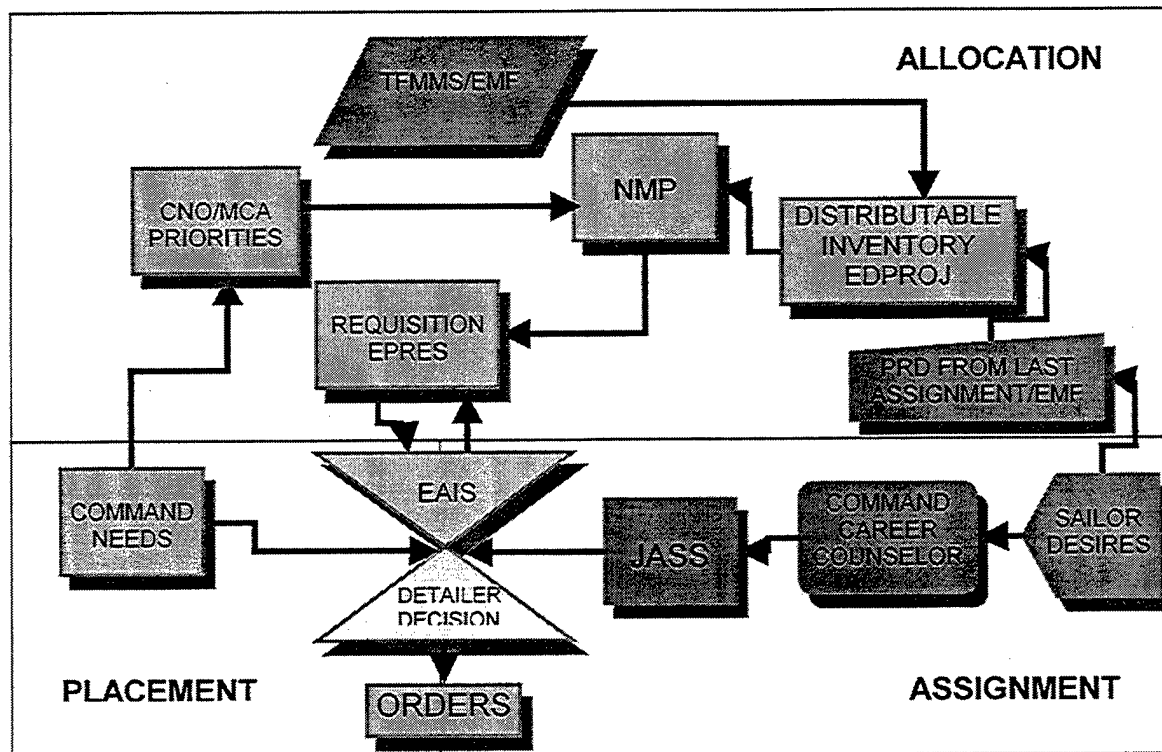 ALLOCATION
TFMMS/EMF
NMP
CNO/MCA
PRIORITIES
DISTRIBUTABLE
INVENTORY
EDPROJ
REQUISITION
EPRES
PRD FROM LAST
ASSIGNMENT/EMF
COMMAND
NEEDS
EAIS
JASS
COMMAND
CAREER
COUNSELOR
SAILOR
DESIRES
DETAILER
DECISION
PLACEMENT
ORDERS
ASSIGNMENT